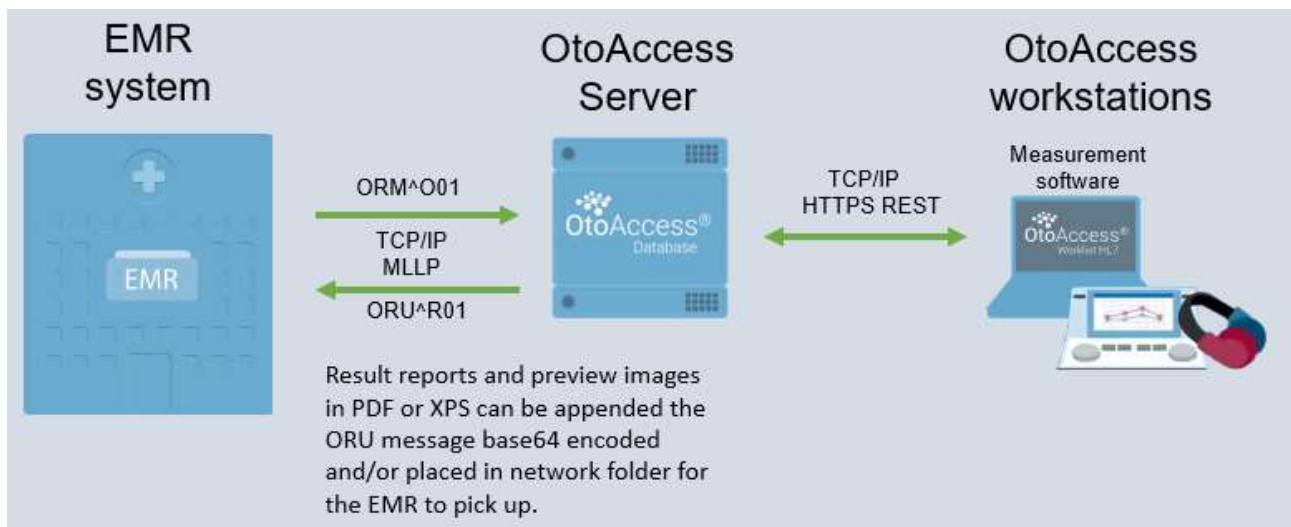 EMR
system
EMR
ORM^O01
TCP/IP
MLLP
ORU^R01
Result reports and preview images
in PDF or XPS can be appended the
ORU message base64 encoded
and/or placed in network folder for
the EMR to pick up.
OtoAccess
Server
OtoAccess®
Database
TCP/IP
HTTPS REST
OtoAccess
workstations
Measurement
software
OtoAccess®
Worklist HL7